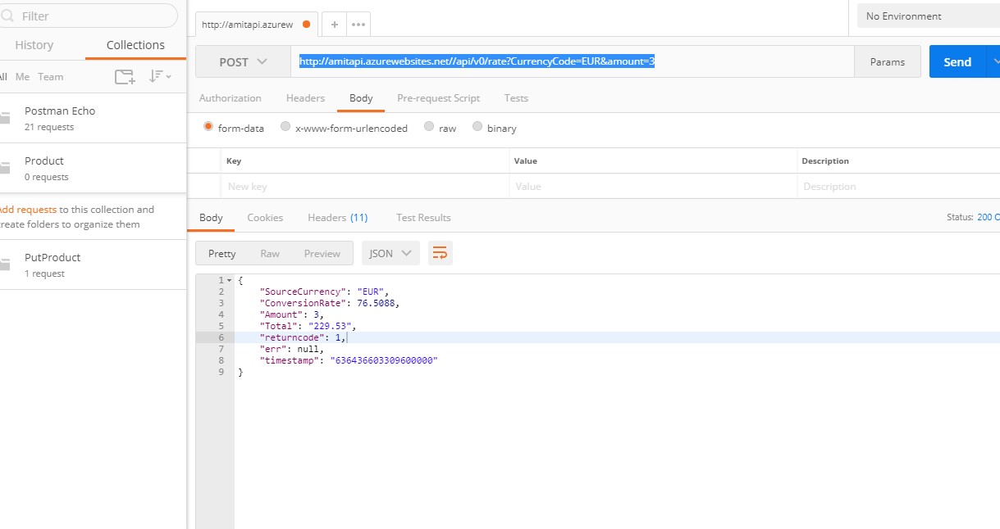 Filter
History Collections
All Me Team
Postman Echo
21 requests
Product
0 requests
Add requests to this collection and
create folders to organize them
PutProduct
1 request
http://amitapi.azurew
No Environment
POST http://amitapi.azurewebsites.net//api/v0/rate?CurrencyCode=EUR&amount=3 Params Send
Authorization Headers Body Pre-request Script Tests
form-data x-www-form-urlencoded raw binary
Key Value Description
New key Value Description
Body Cookies Headers (11) Test Results Status: 200 O
Pretty Raw Preview JSON
1 {
2 "SourceCurrency": "EUR",
3 "ConversionRate": 76.5088,
4 "Amount": 3,
5 "Total": "229.53",
6 "returncode": 1,
7 "err": null,
8 "timestamp": "636436603309600000"
9 }